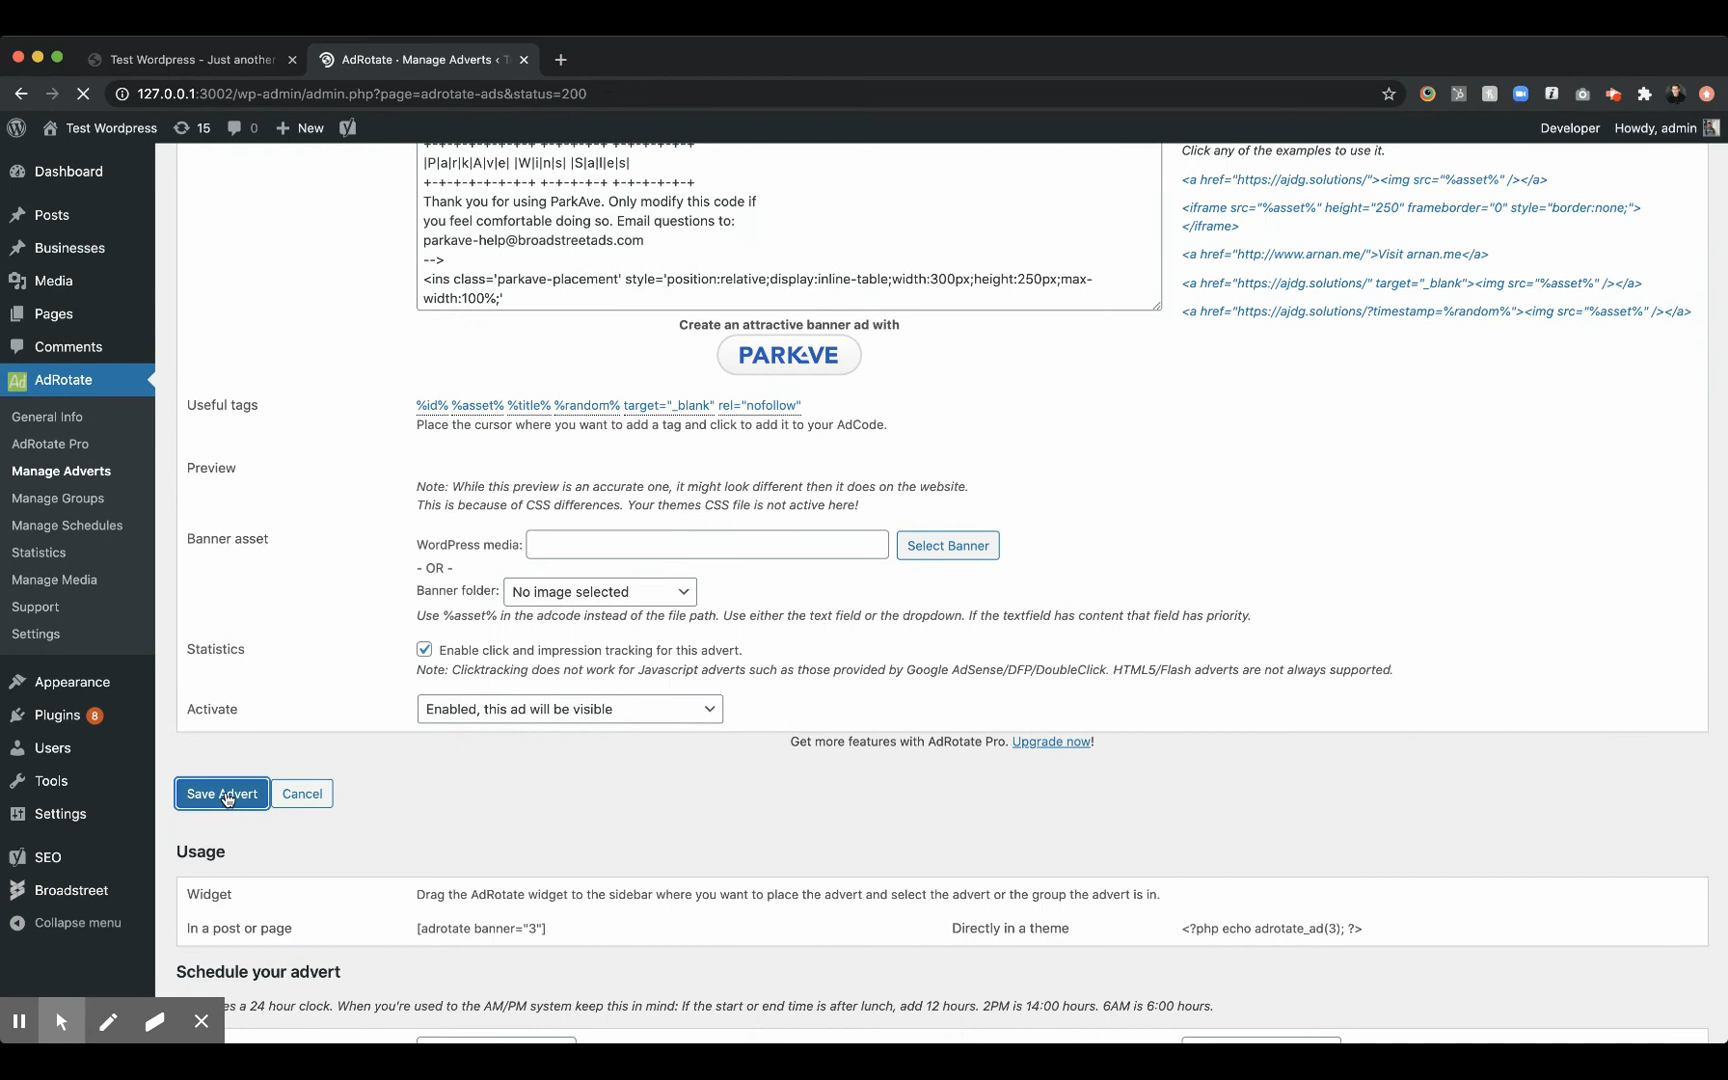 Test Wordpress - Just another
AdRotate · Manage Adverts ‹ T
127.0.0.1:3002/wp-admin/admin.php?page=adrotate-ads&status=200
Test Wordpress
15
0
New
Developer
Howdy, admin
Dashboard
Posts
Businesses
Media
Pages
Comments
AdRotate
General Info
AdRotate Pro
Manage Adverts
Manage Groups
Manage Schedules
Statistics
Manage Media
Support
Settings
Appearance
Plugins 8
Users
Tools
Settings
SEO
Broadstreet
Collapse menu
+-+-+-+-+-+-+-+ +-+-+-+-+ +-+-+-+-+-+
|P|a|r|k|A|v|e| |W|i|n|s| |S|a|l|e|s|
+-+-+-+-+-+-+-+ +-+-+-+-+ +-+-+-+-+-+
Thank you for using ParkAve. Only modify this code if
you feel comfortable doing so. Email questions to:
parkave-help@broadstreetads.com
-->
<ins class='parkave-placement' style='position:relative;display:inline-table;width:300px;height:250px;max-
width:100%;'
Click any of the examples to use it.
<a href="https://ajdg.solutions/"><img src="%asset%" /></a>
<iframe src="%asset%" height="250" frameborder="0" style="border:none;">
</iframe>
<a href="http://www.arnan.me/">Visit arnan.me</a>
<a href="https://ajdg.solutions/" target="_blank"><img src="%asset%" /></a>
<a href="https://ajdg.solutions/?timestamp=%random%"><img src="%asset%" /></a>
Create an attractive banner ad with
PARKAVE
Useful tags
%id% %asset% %title% %random% target="_blank" rel="nofollow"
Place the cursor where you want to add a tag and click to add it to your AdCode.
Preview
Note: While this preview is an accurate one, it might look different then it does on the website.
This is because of CSS differences. Your themes CSS file is not active here!
Banner asset
WordPress media:
Select Banner
- OR -
Banner folder: No image selected
Use %asset% in the adcode instead of the file path. Use either the text field or the dropdown. If the textfield has content that field has priority.
Statistics
Enable click and impression tracking for this advert.
Note: Clicktracking does not work for Javascript adverts such as those provided by Google AdSense/DFP/DoubleClick. HTML5/Flash adverts are not always supported.
Activate
Enabled, this ad will be visible
Get more features with AdRotate Pro. Upgrade now!
Save Advert
Cancel
Usage
Widget
Drag the AdRotate widget to the sidebar where you want to place the advert and select the advert or the group the advert is in.
In a post or page
[adrotate banner="3"]
Directly in a theme
<?php echo adrotate_ad(3); ?>
Schedule your advert
a 24 hour clock. When you're used to the AM/PM system keep this in mind: If the start or end time is after lunch, add 12 hours. 2PM is 14:00 hours. 6AM is 6:00 hours.